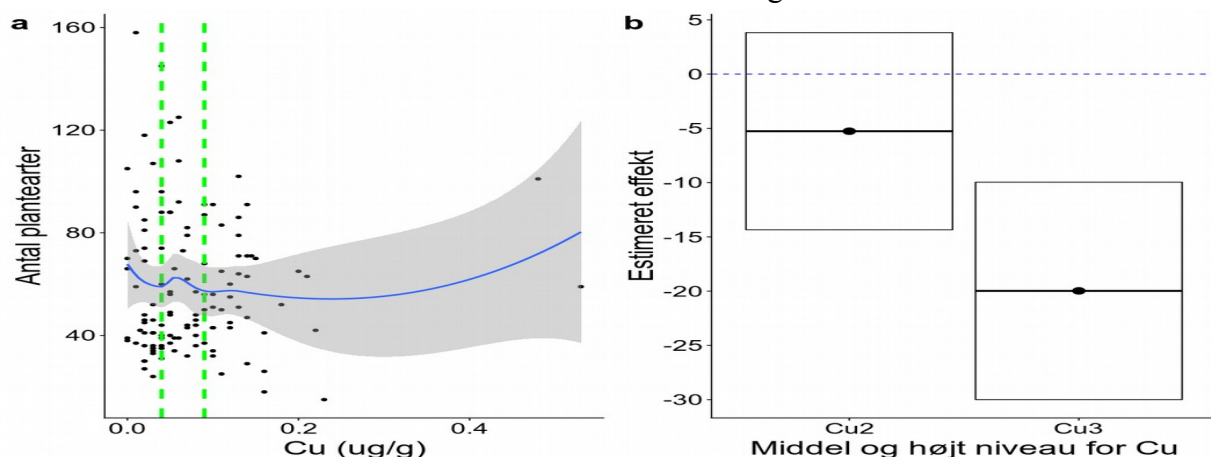 a
160
120
80
40
Antal plantearter
0.0
0.2
0.4
Cu (ug/g)
b
5
0
-5
-10
-15
-20
-25
-30
Estimeret effekt
Cu2
Cu3
Middel og højt niveau for Cu